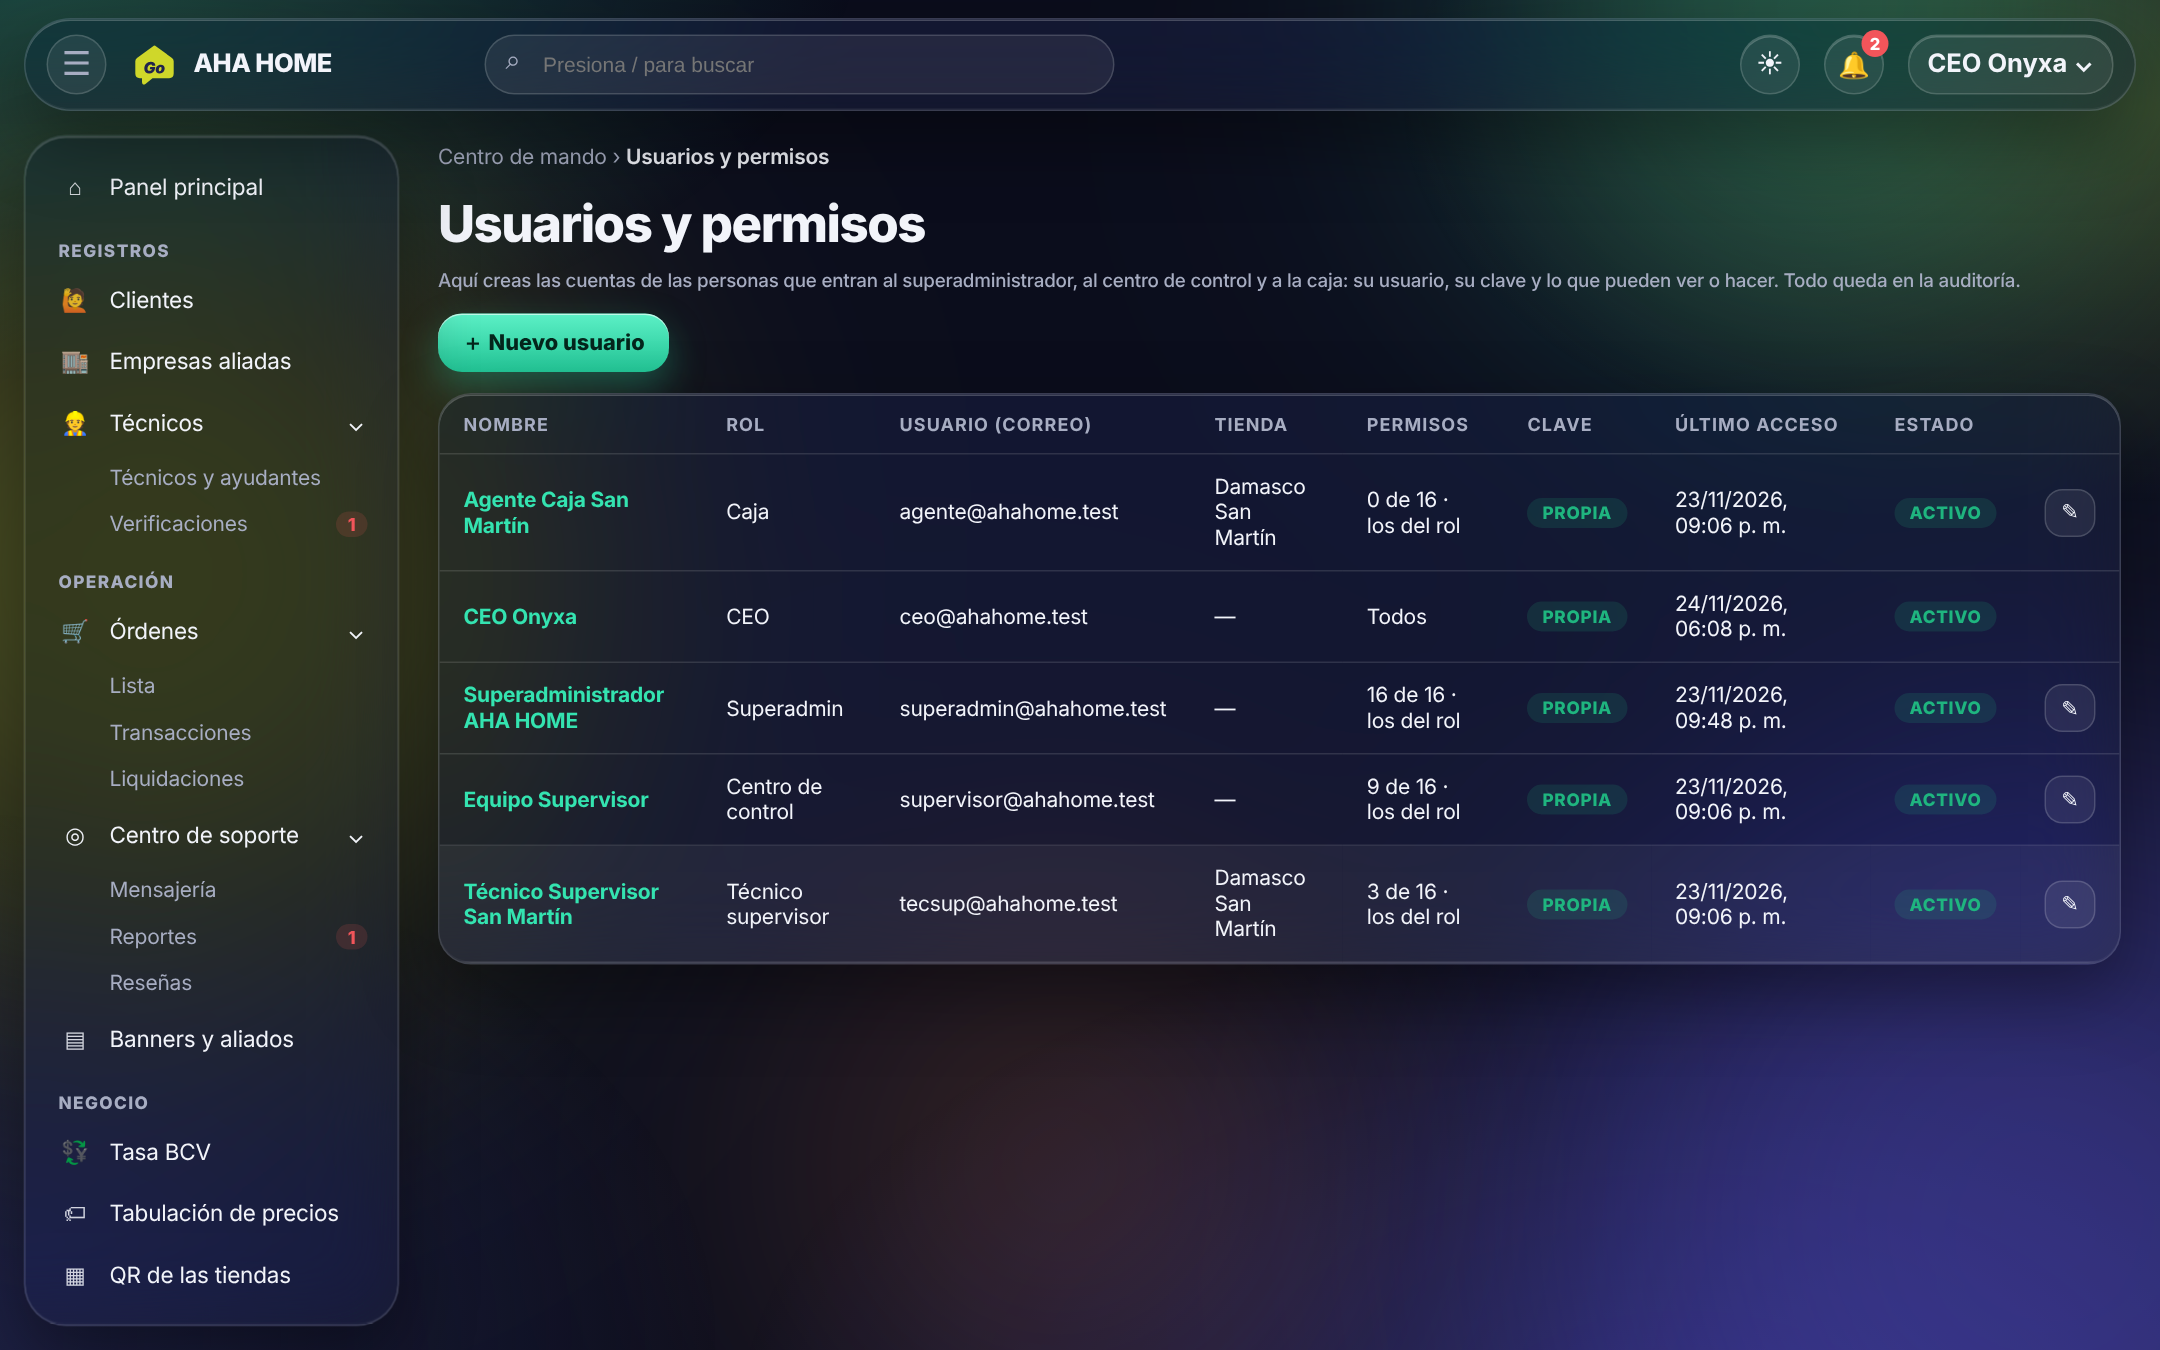 Go AHA HOME
Presiona / para buscar
2
CEO Onyxa
Panel principal
REGISTROS
Clientes
Empresas aliadas
Técnicos
Técnicos y ayudantes
Verificaciones 1
OPERACIÓN
Órdenes
Lista
Transacciones
Liquidaciones
Centro de soporte
Mensajería
Reportes 1
Reseñas
Banners y aliados
NEGOCIO
Tasa BCV
Tabulación de precios
QR de las tiendas
Centro de mando › Usuarios y permisos
Usuarios y permisos
Aquí creas las cuentas de las personas que entran al superadministrador, al centro de control y a la caja: su usuario, su clave y lo que pueden ver o hacer. Todo queda en la auditoría.
+ Nuevo usuario
NOMBRE ROL USUARIO (CORREO) TIENDA PERMISOS CLAVE ÚLTIMO ACCESO ESTADO
Agente Caja San
Martín
Caja
agente@ahahome.test
Damasco
San
Martín
0 de 16 ·
los del rol
PROPIA
23/11/2026,
09:06 p. m.
ACTIVO
CEO Onyxa
CEO
ceo@ahahome.test
—
Todos
PROPIA
24/11/2026,
06:08 p. m.
ACTIVO
Superadministrador
AHA HOME
Superadmin
superadmin@ahahome.test
—
16 de 16 ·
los del rol
PROPIA
23/11/2026,
09:48 p. m.
ACTIVO
Equipo Supervisor
Centro de
control
supervisor@ahahome.test
—
9 de 16 ·
los del rol
PROPIA
23/11/2026,
09:06 p. m.
ACTIVO
Técnico Supervisor
San Martín
Técnico
supervisor
tecsup@ahahome.test
Damasco
San
Martín
3 de 16 ·
los del rol
PROPIA
23/11/2026,
09:06 p. m.
ACTIVO